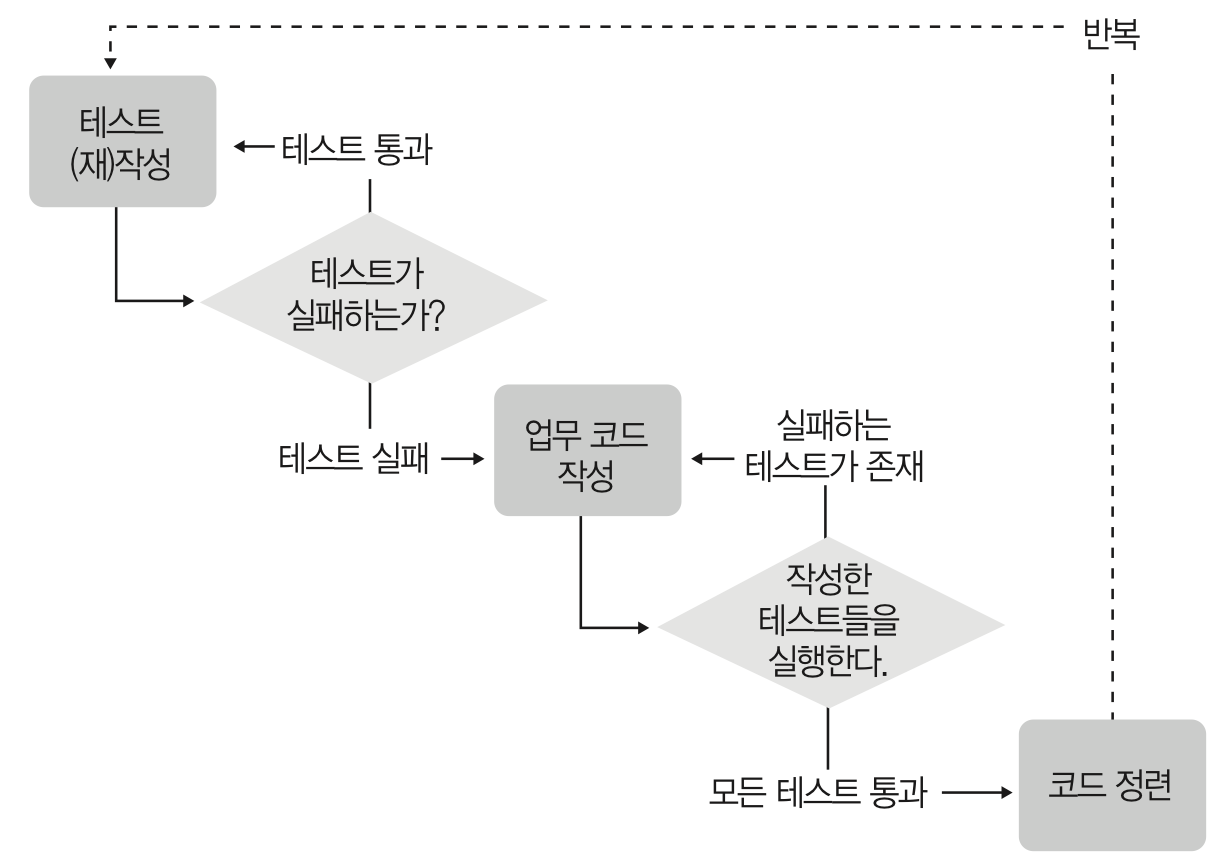 반복
테스트
(재)작성
테스트 통과
테스트가
실패하는가?
테스트 실패
업무 코드
작성
실패하는
테스트가 존재
작성한
테스트들을
실행한다.
모든 테스트 통과
코드 정련